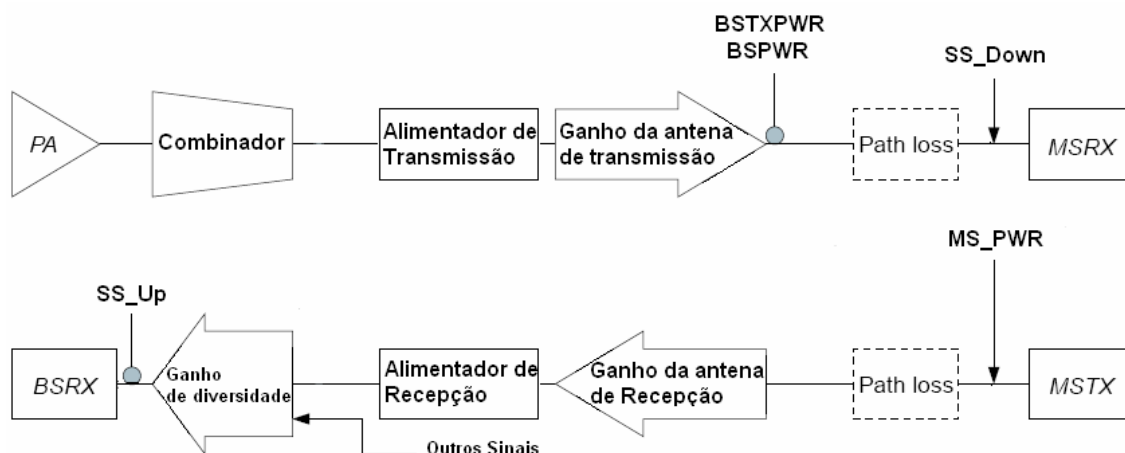 BSTXPWR
BSPWR
SS_Down
PA
Combinador
Alimentador de
Transmissão
Ganho da antena
de transmissão
Path loss
MSRX
MS_PWR
SS_Up
BSRX
Ganho
de diversidade
Alimentador de
Recepção
Ganho da antena
de Recepção
Path loss
MSTX
Outros Sinais